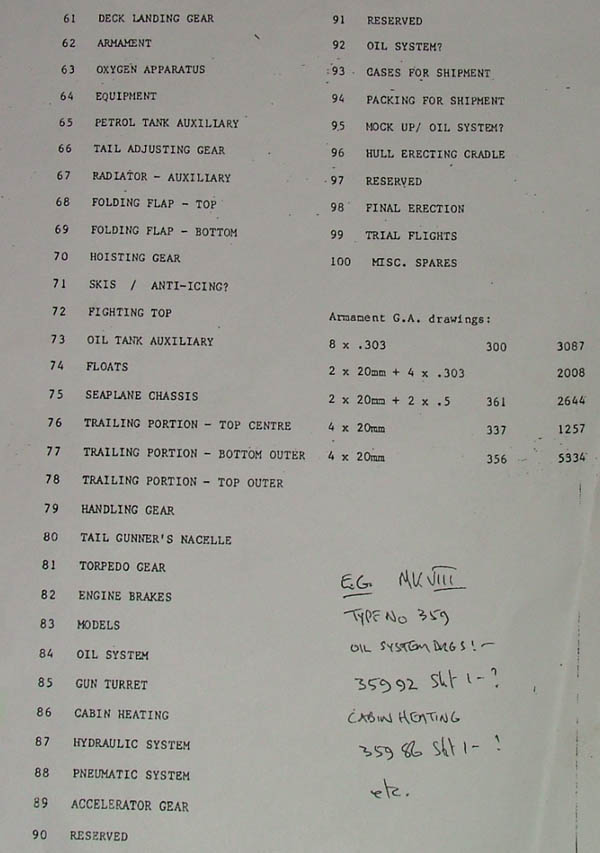 61 DECK LANDING GEAR
62 ARMAMENT
63 OXYGEN APPARATUS
64 EQUIPMENT
65 PETROL TANK AUXILIARY
66 TAIL ADJUSTING GEAR
67 RADIATOR - AUXILIARY
68 FOLDING FLAP - TOP
69 FOLDING FLAP - BOTTOM
70 HOISTING GEAR
71 SKIS / ANTI-ICING?
72 FIGHTING TOP
73 OIL TANK AUXILIARY
74 FLOATS
75 SEAPLANE CHASSIS
76 TRAILING PORTION - TOP CENTRE
77 TRAILING PORTION - BOTTOM OUTER
78 TRAILING PORTION - TOP OUTER
79 HANDLING GEAR
80 TAIL GUNNER'S NACELLE
81 TORPEDO GEAR
82 ENGINE BRAKES
83 MODELS
84 OIL SYSTEM
85 GUN TURRET
86 CABIN HEATING
87 HYDRAULIC SYSTEM
88 PNEUMATIC SYSTEM
89 ACCELERATOR GEAR
90 RESERVED
91 RESERVED
92 OIL SYSTEM?
93 CASES FOR SHIPMENT
94 PACKING FOR SHIPMENT
95 MOCK UP/ OIL SYSTEM?
96 HULL ERECTING CRADLE
97 RESERVED
98 FINAL ERECTION
99 TRIAL FLIGHTS
100 MISC. SPARES
Armament G.A. drawings:
8 x .303 300 3087
2 x 20mm + 4 x .303 2008
2 x 20mm + 2 x .5 361 2644
4 x 20mm 337 1257
4 x 20mm 356 5334
E.G. MK VIII
TYPE NO 359
OIL SYSTEM DRGS! -
35992 Sht 1 - ?
CABIN HEATING
35986 Sht 1 - ?
etc.